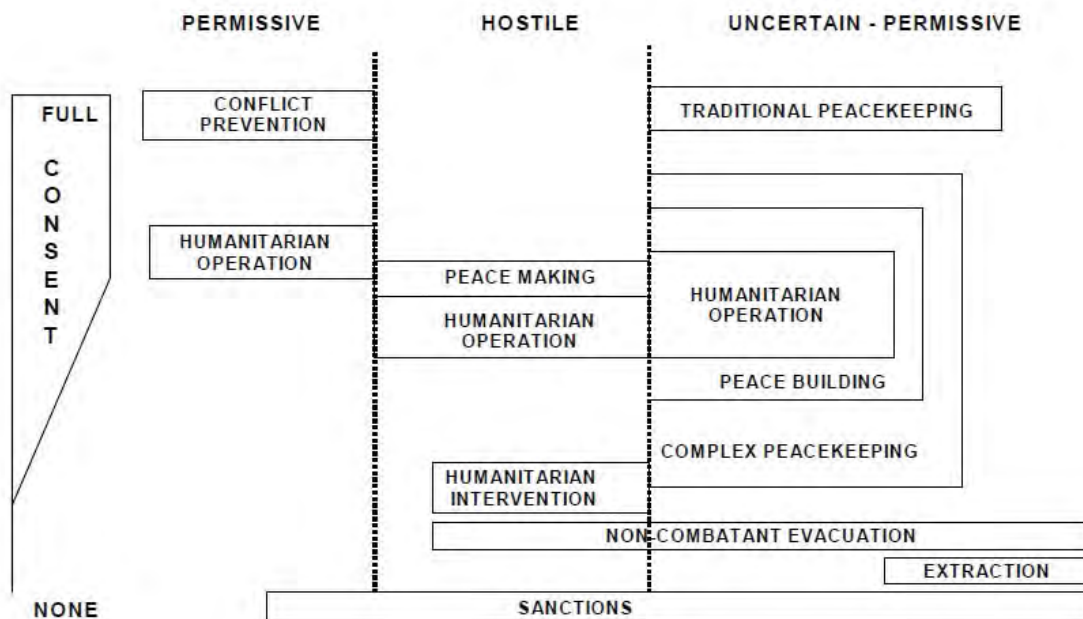 PERMISSIVE HOSTILE UNCERTAIN - PERMISSIVE
FULL
CONSENT
CONFLICT
PREVENTION
TRADITIONAL PEACEKEEPING
HUMANITARIAN
OPERATION
PEACE MAKING
HUMANITARIAN
OPERATION
HUMANITARIAN
OPERATION
PEACE BUILDING
COMPLEX PEACEKEEPING
HUMANITARIAN
INTERVENTION
NON-COMBATANT EVACUATION
EXTRACTION
NONE
SANCTIONS